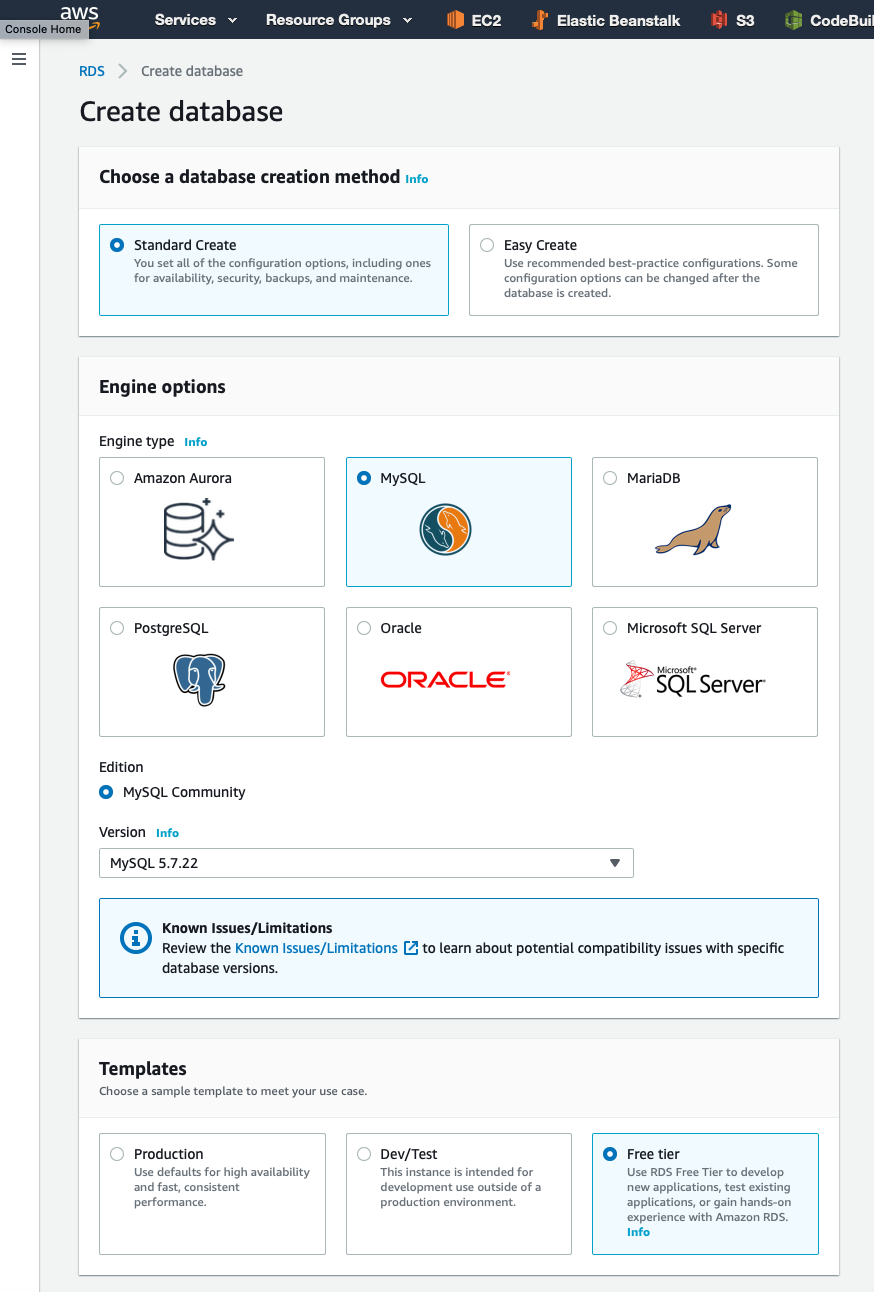 aws Services Resource Groups EC2 Elastic Beanstalk S3
Console Home
RDS Create database
Create database
Choose a database creation method Info
Standard Create
You set all of the configuration options, including ones
for availability, security, backups, and maintenance.
Easy Create
Use recommended best-practice configurations. Some
configuration options can be changed after the
database is created.
Engine options
Engine type Info
Amazon Aurora
MySQL
MariaDB
PostgreSQL
Oracle
ORACLE®
Microsoft SQL Server
Microsoft®
SQL Server®
Edition
MySQL Community
Version Info
MySQL 5.7.22
Known Issues/Limitations
Review the Known Issues/Limitations to learn about potential compatibility issues with specific
database versions.
Templates
Choose a sample template to meet your use case.
Production
Use defaults for high availability
and fast, consistent
performance.
Dev/Test
This instance is intended for
development use outside of a
production environment.
Free tier
Use RDS Free Tier to develop
new applications, test existing
applications, or gain hands-on
experience with Amazon RDS.
Info